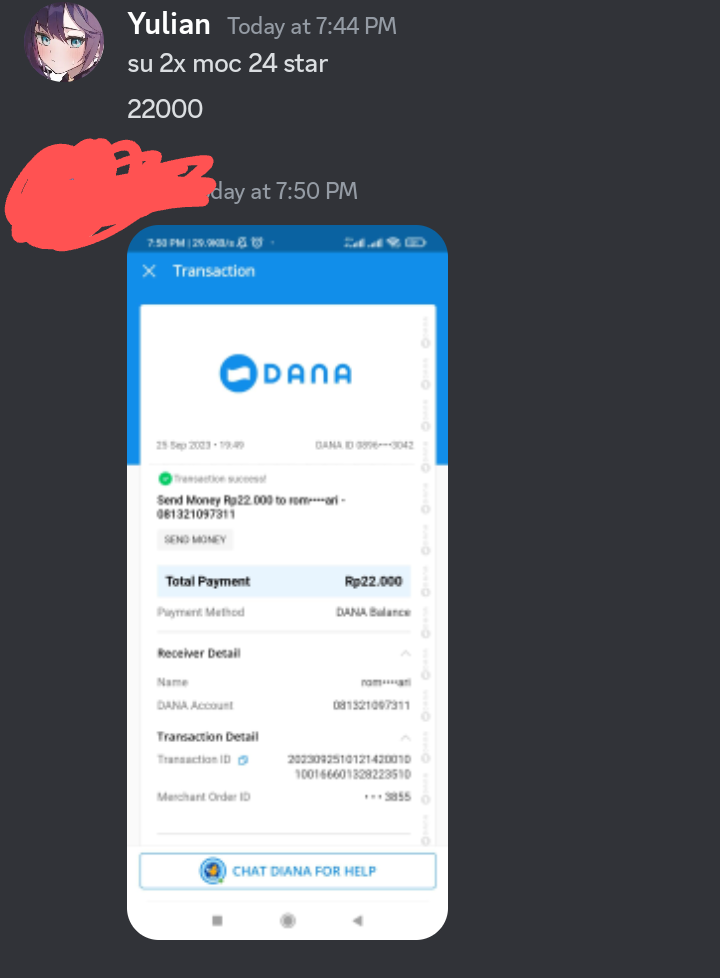 Yulian Today at 7:44 PM
su 2x moc 24 star
22000
day at 7:50 PM
7:50 PM | 29.9KB/s
Transaction
DANA
25 Sep 2023 • 19:49 DANA ID 0896•••3042
Transaction success!
Send Money Rp22.000 to rom••••ari -
081321097311
SEND MONEY
Total Payment Rp22.000
Payment Method DANA Balance
Receiver Detail
Name rom••••ari
DANA Account 081321097311
Transaction Detail
Transaction ID 2023092510121420010
100166601328223510
Merchant Order ID • • • 3855
CHAT DIANA FOR HELP